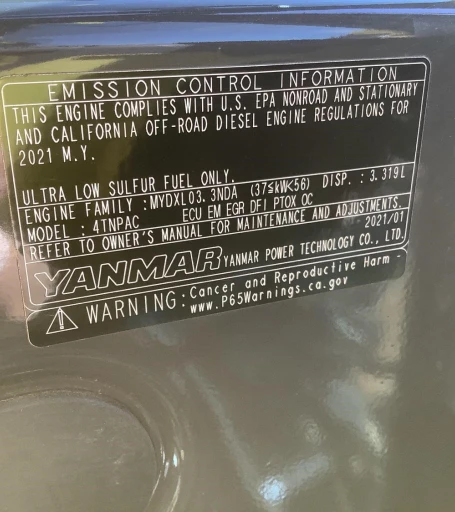 EMISSION CONTROL INFORMATION
THIS ENGINE COMPLIES WITH U.S. EPA NONROAD AND STATIONARY
AND CALIFORNIA OFF-ROAD DIESEL ENGINE REGULATIONS FOR
2021 M.Y.
ULTRA LOW SULFUR FUEL ONLY.
ENGINE FAMILY : MYDXL03.3NDA (37≦kW<56) DISP. : 3.319L
MODEL : 4TNPAC ECU EM EGR DFI PTOX OC
REFER TO OWNER'S MANUAL FOR MAINTENANCE AND ADJUSTMENTS.
2021/01
YANMAR YANMAR POWER TECHNOLOGY CO., LTD.
WARNING: Cancer and Reproductive Harm -
www.P65Warnings.ca.gov